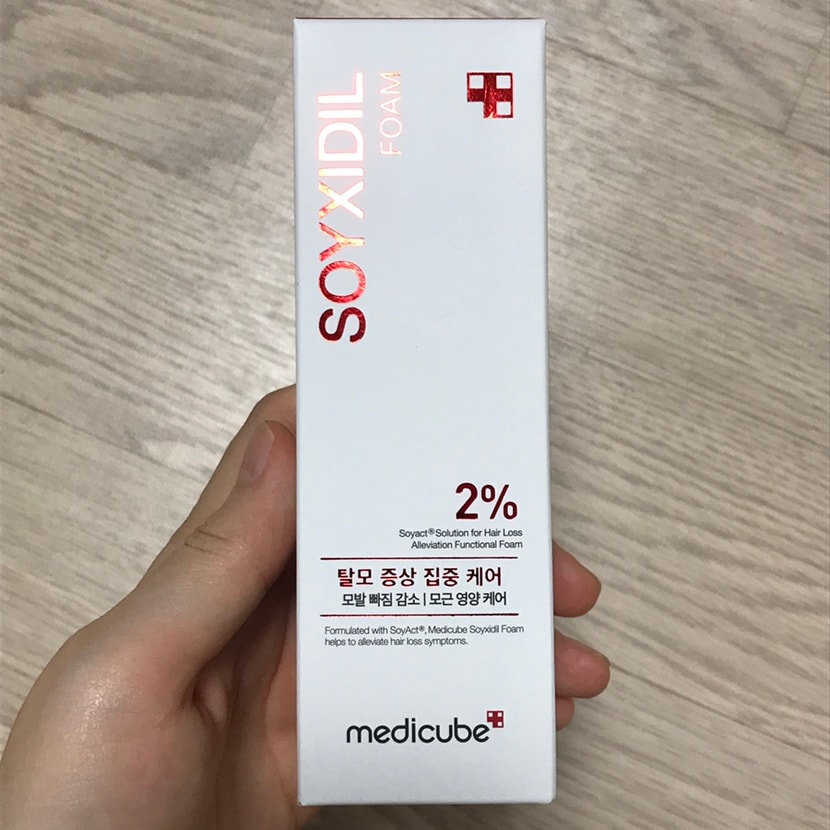 SOYXIDIL
FOAM
2%
Soyact® Solution for Hair Loss
Alleviation Functional Foam
탈모 증상 집중 케어
모발 빠짐 감소 | 모근 영양 케어
Formulated with SoyAct®, Medicube Soyxidil Foam
helps to alleviate hair loss symptoms.
medicube